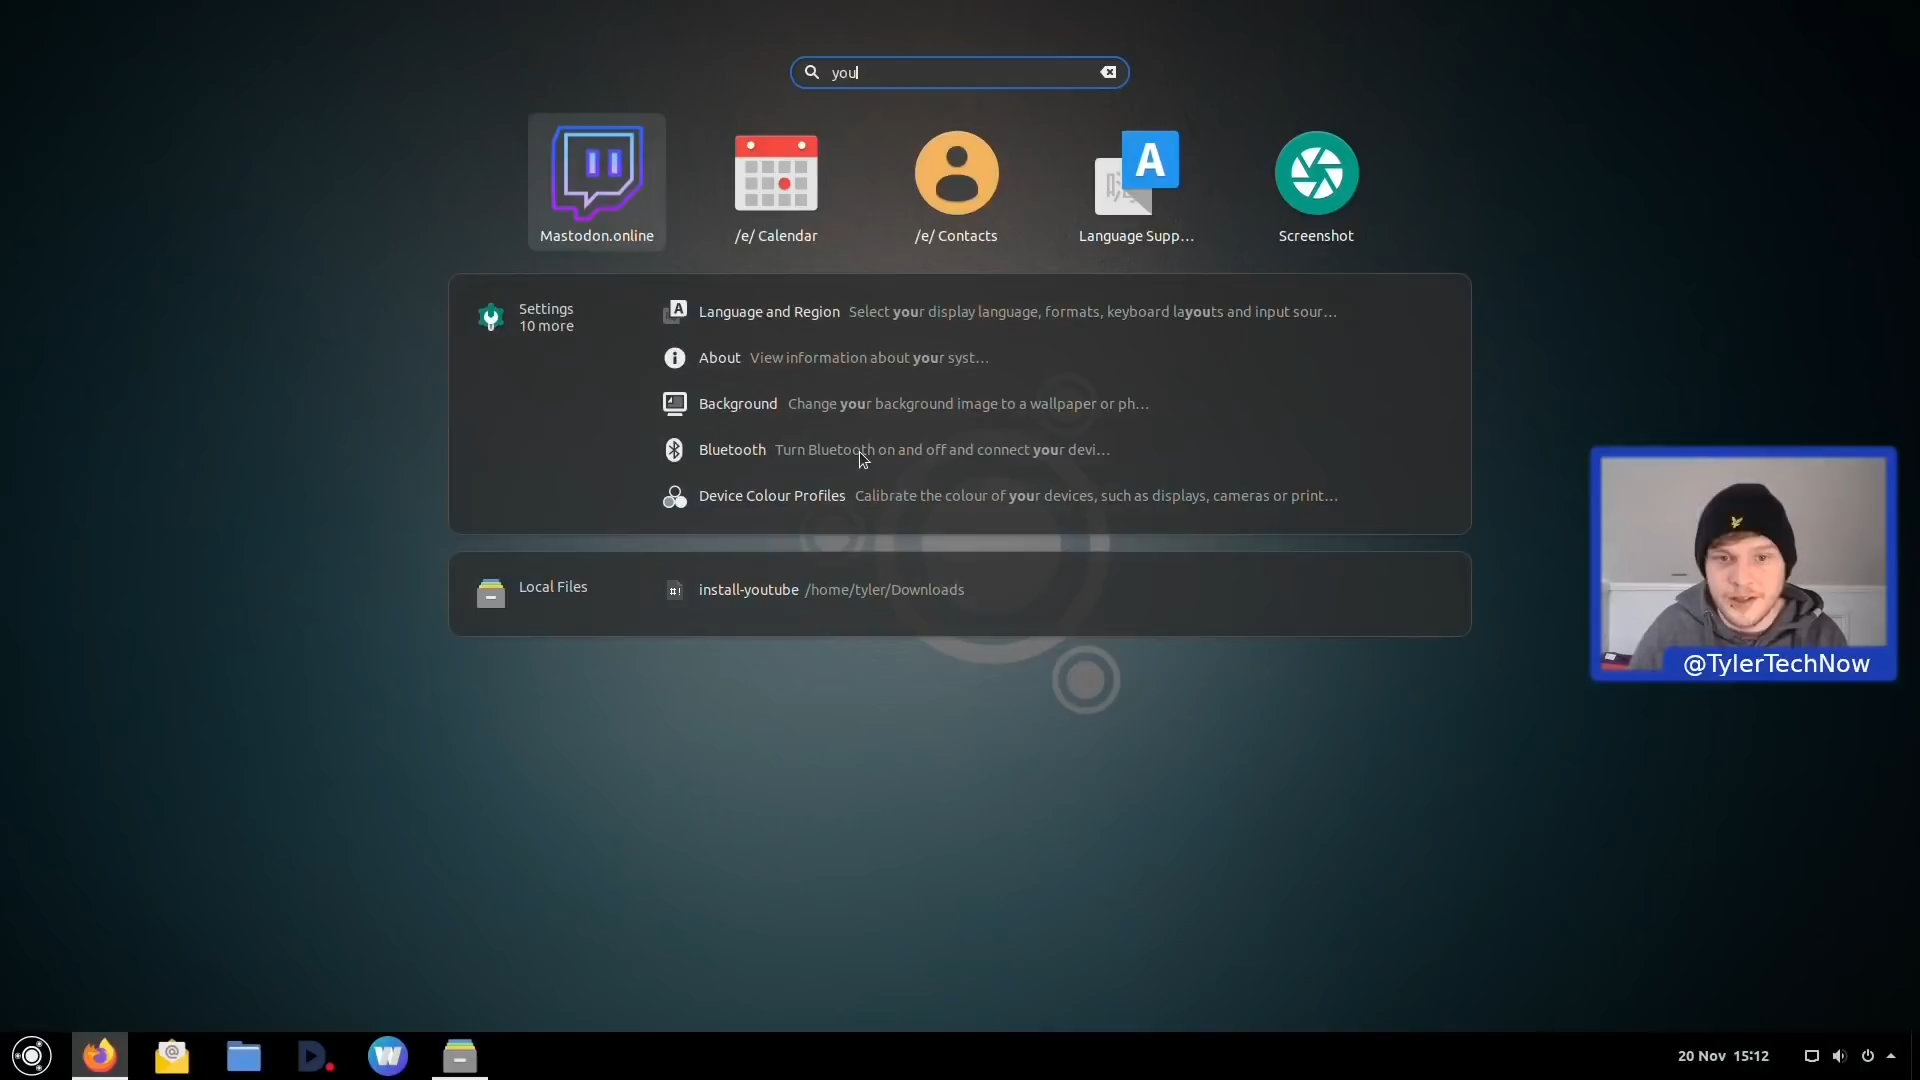 you
Mastodon.online
/e/ Calendar
/e/ Contacts
Language Supp...
Screenshot
Settings
10 more
Language and Region Select your display language, formats, keyboard layouts and input sour...
About View information about your syst...
Background Change your background image to a wallpaper or ph...
Bluetooth Turn Bluetooth on and off and connect your devi...
Device Colour Profiles Calibrate the colour of your devices, such as displays, cameras or print...
Local Files
install-youtube /home/tyler/Downloads
@TylerTechNow
20 Nov 15:12